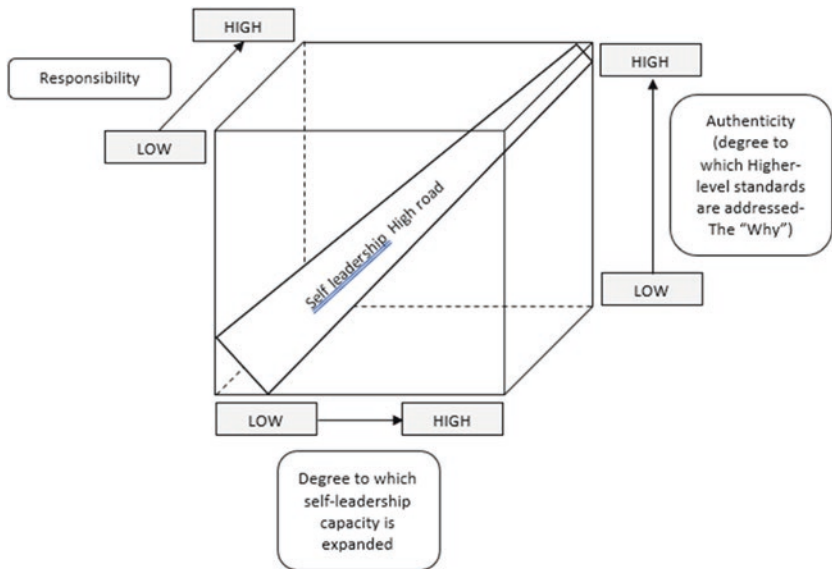 HIGH
Responsibility
LOW
HIGH
Authenticity
(degree to
which Higher-
level standards
are addressed-
The “Why”)
LOW
Self leadership High road
LOW
HIGH
Degree to which
self-leadership
capacity is
expanded